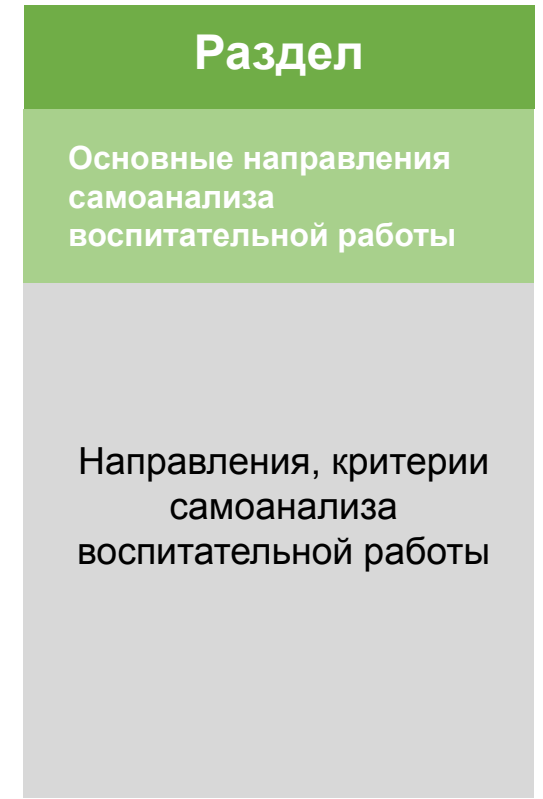 Раздел
Основные направления
самоанализа
воспитательной работы
Направления, критерии
самоанализа
воспитательной работы